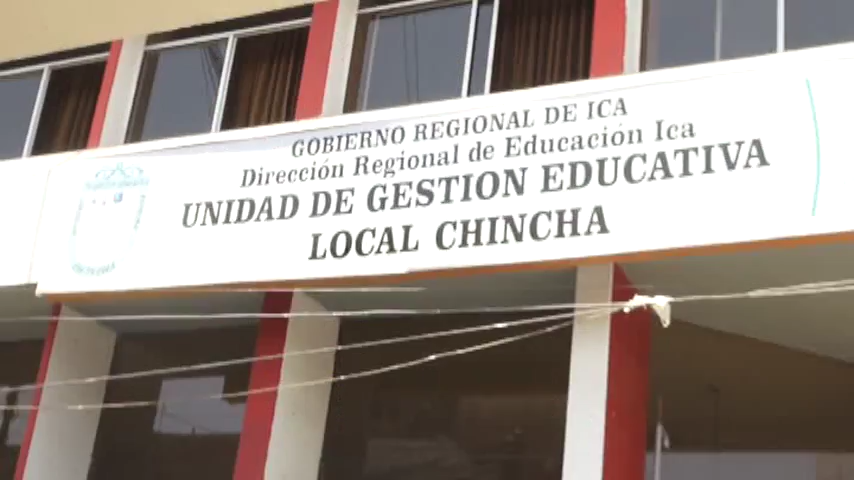 GOBIERNO REGIONAL DE ICA
Dirección Regional de Educación Ica
UNIDAD DE GESTION EDUCATIVA
LOCAL CHINCHA